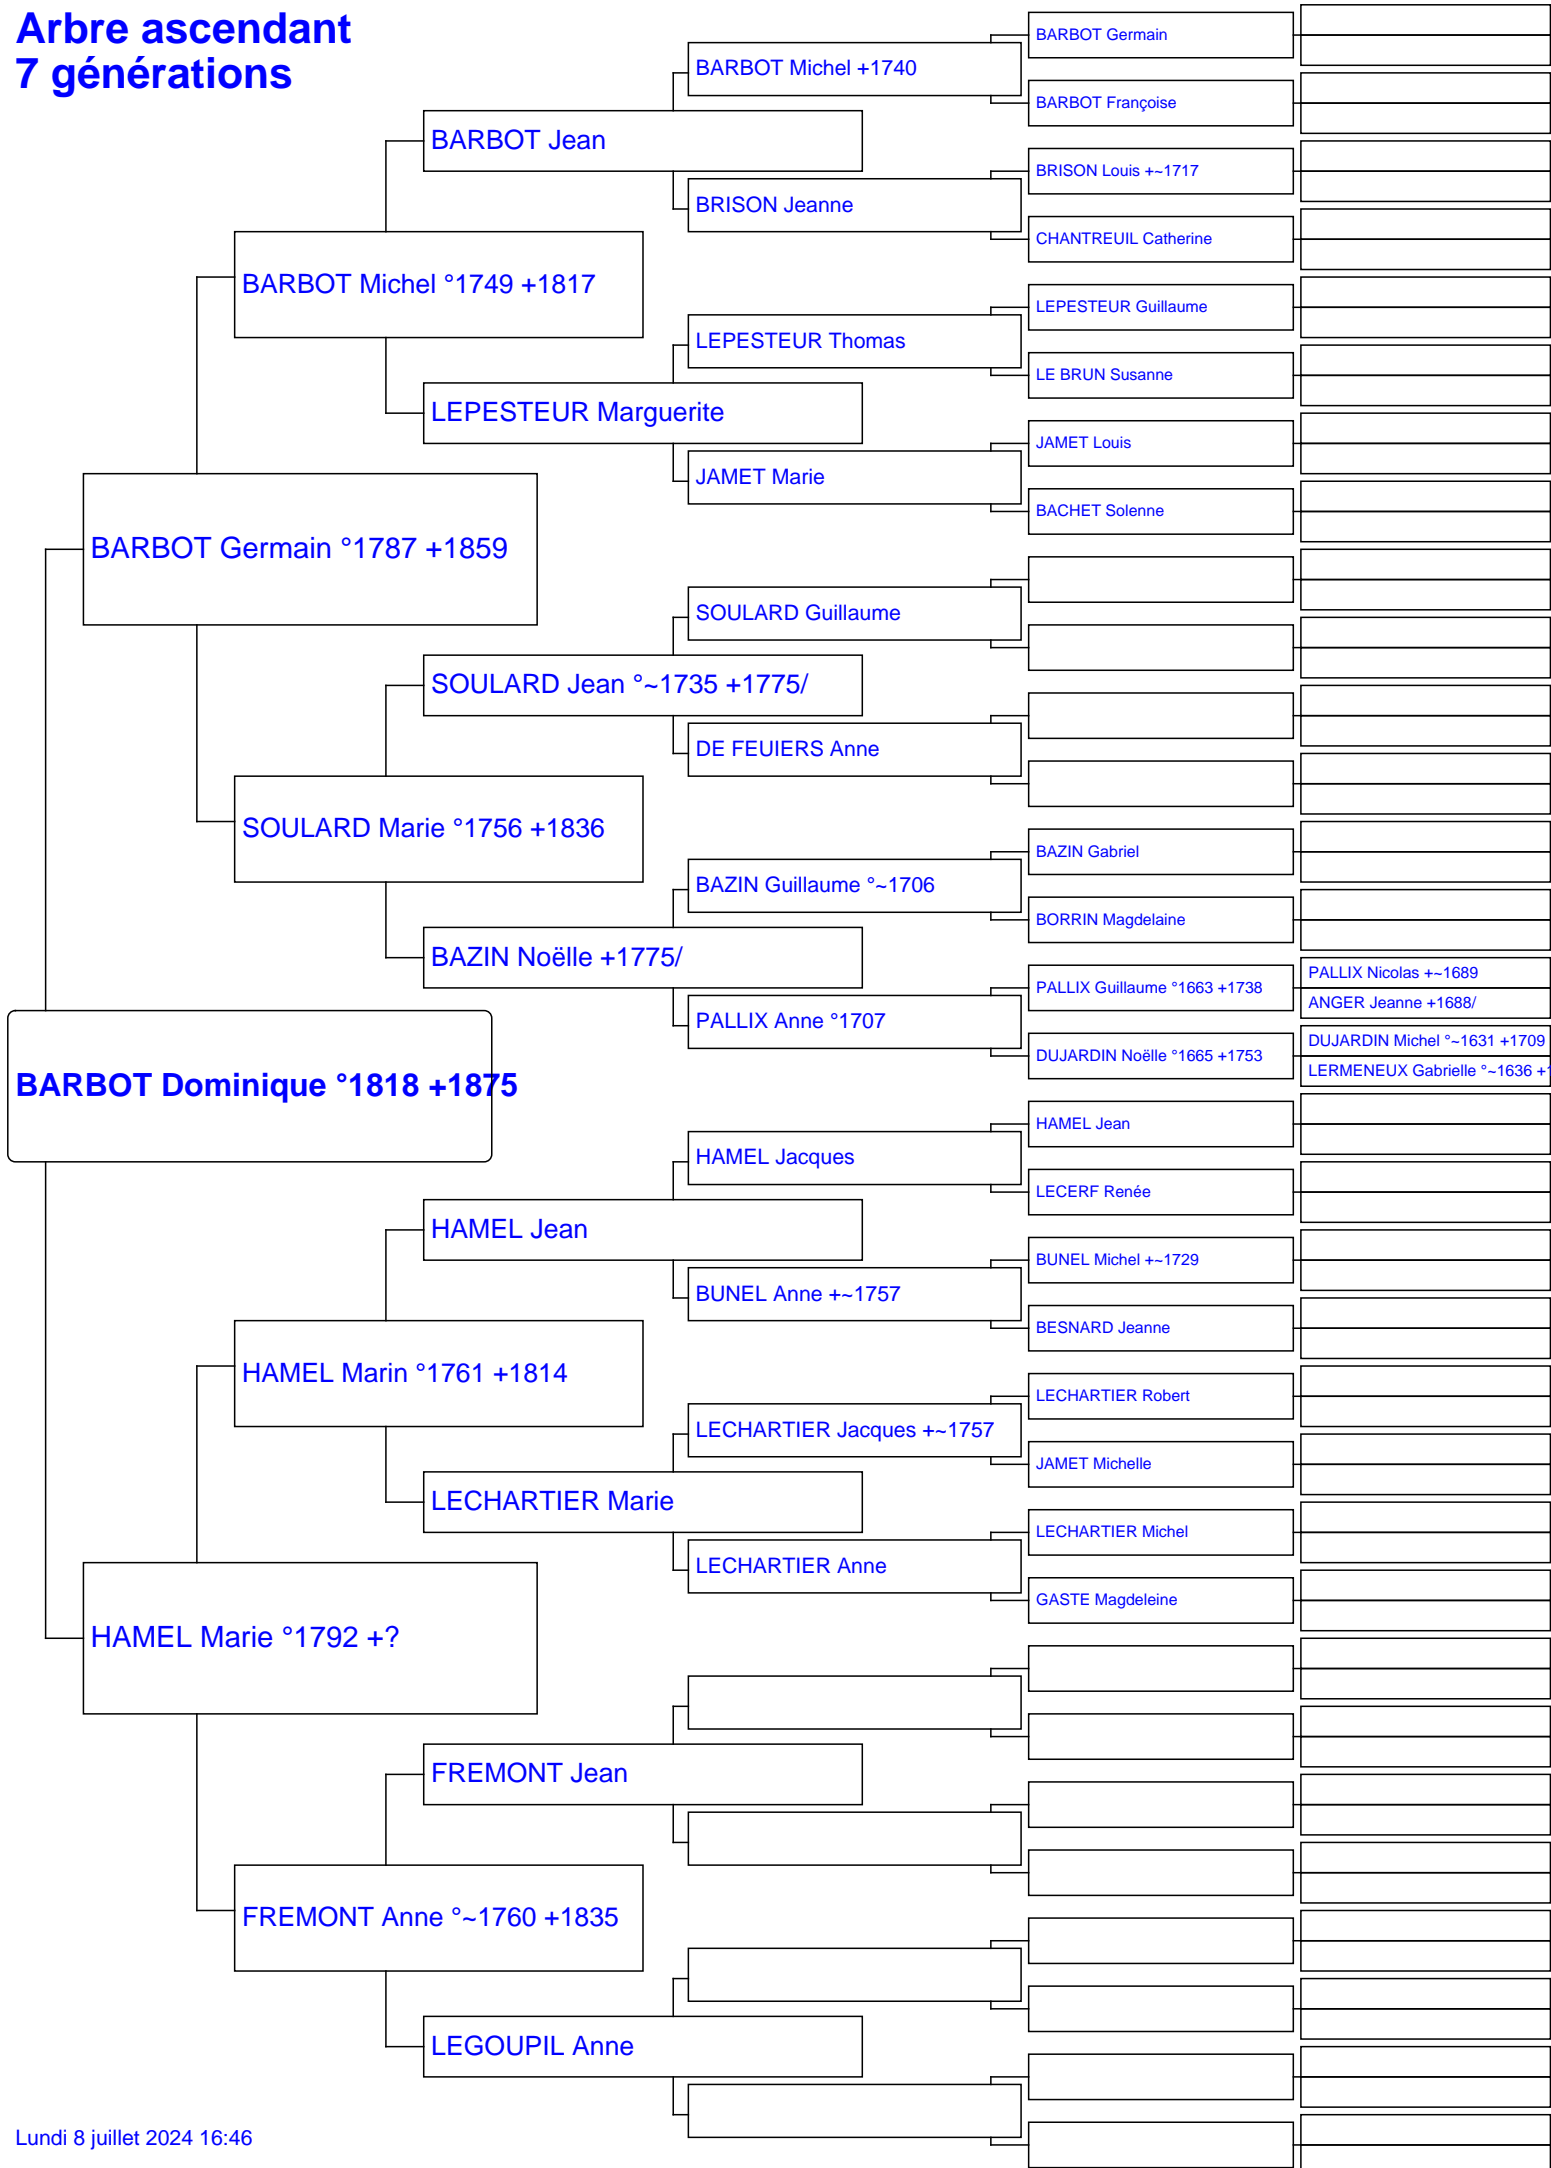 Arbre ascendant
7 générations
BARBOT Dominique °1818 +1875
BARBOT Germain °1787 +1859
HAMEL Marie °1792 +?
BARBOT Michel °1749 +1817
SOULARD Marie °1756 +1836
HAMEL Marin °1761 +1814
FREMONT Anne °~1760 +1835
BARBOT Jean
LEPESTEUR Marguerite
SOULARD Jean °~1735 +1775/
BAZIN Noëlle +1775/
HAMEL Jean
LECHARTIER Marie
FREMONT Jean
LEGOUPIL Anne
BARBOT Michel +1740
BRISON Jeanne
LEPESTEUR Thomas
JAMET Marie
SOULARD Guillaume
DE FEUIERS Anne
BAZIN Guillaume °~1706
PALLIX Anne °1707
HAMEL Jacques
BUNEL Anne +~1757
LECHARTIER Jacques +~1757
LECHARTIER Anne
BARBOT Germain
BARBOT Françoise
BRISON Louis +~1717
CHANTREUIL Catherine
LEPESTEUR Guillaume
LE BRUN Susanne
JAMET Louis
BACHET Solenne
BAZIN Gabriel
BORRIN Magdelaine
PALLIX Guillaume °1663 +1738
DUJARDIN Noëlle °1665 +1753
HAMEL Jean
LECERF Renée
BUNEL Michel +~1729
BESNARD Jeanne
LECHARTIER Robert
JAMET Michelle
LECHARTIER Michel
GASTE Magdeleine
PALLIX Nicolas +~1689
ANGER Jeanne +1688/
DUJARDIN Michel °~1631 +1709
LERMENEUX Gabrielle °~1636
Lundi 8 juillet 2024 16:46